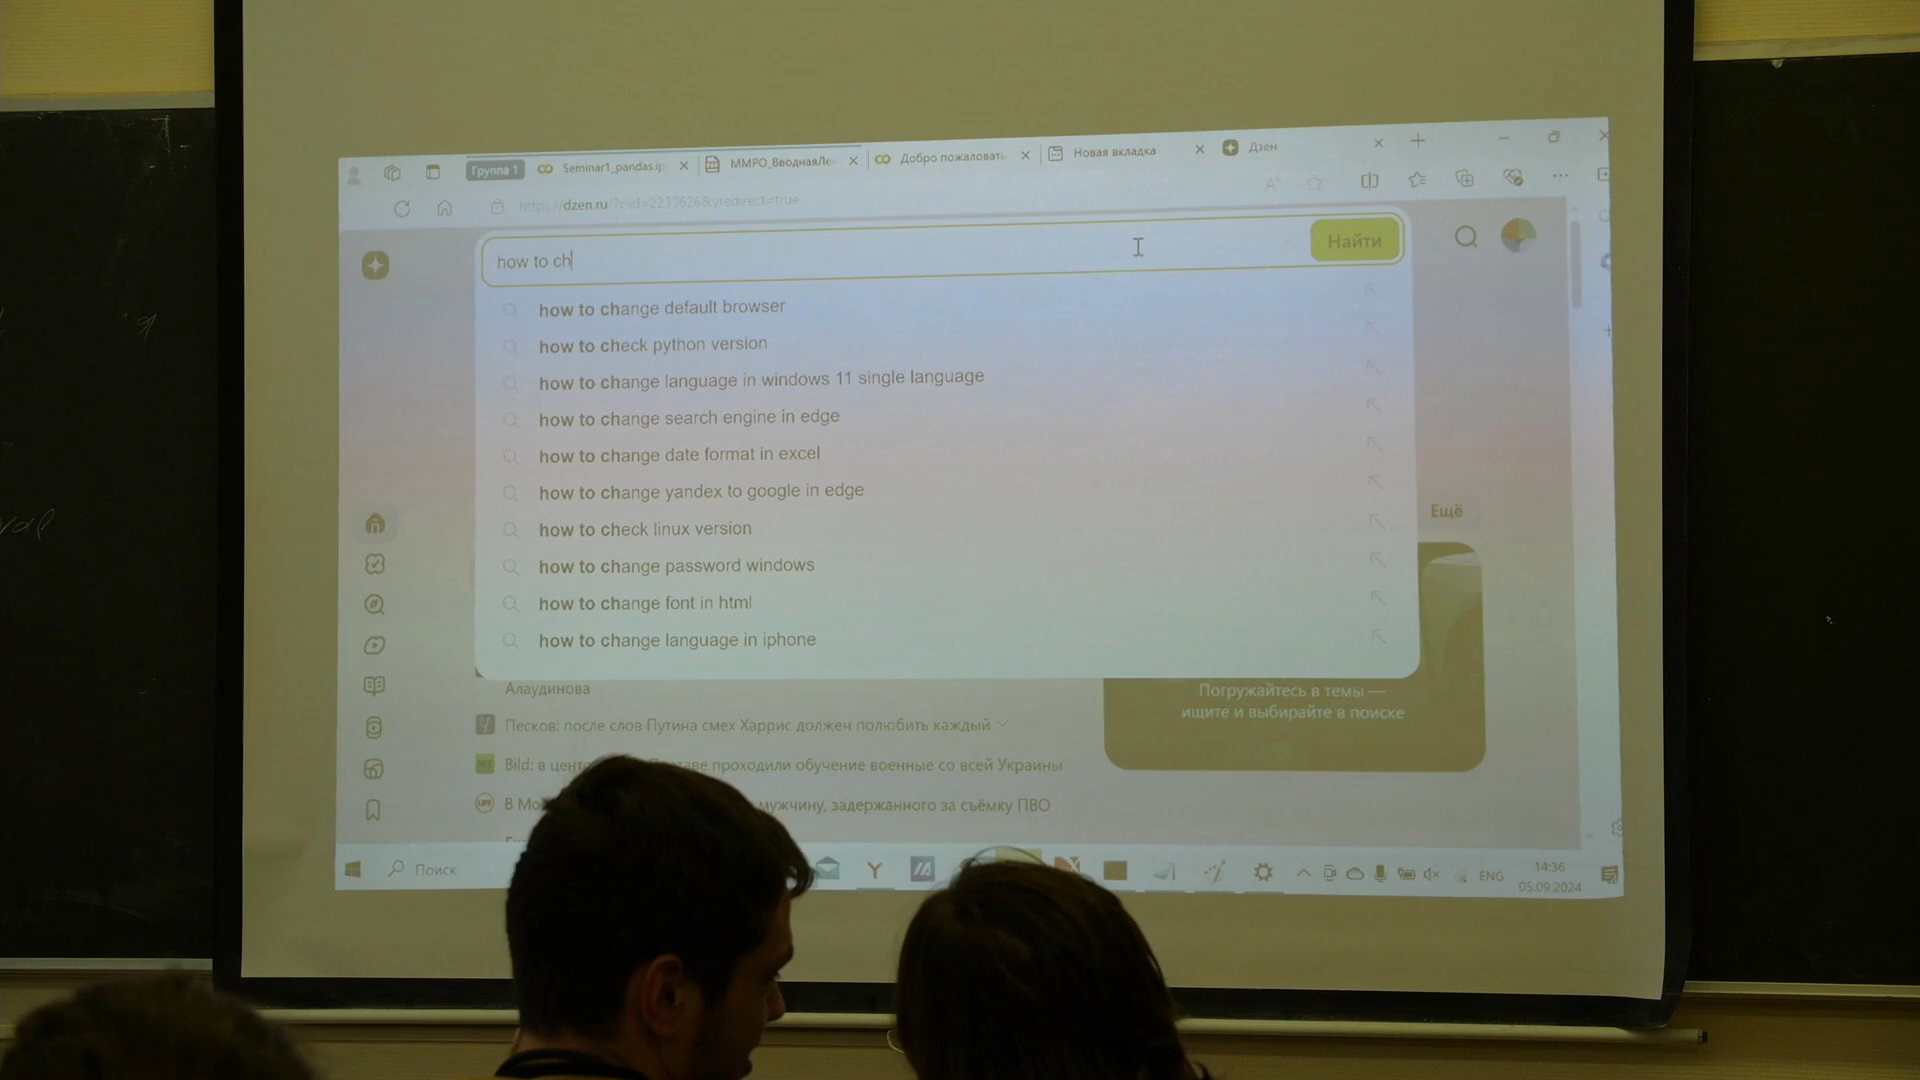 Группа 1
Seminar1_pandas.ip
ММРО_ВводнаяЛе
Добро пожаловать
Новая вкладка
Дзен
https://dzen.ru/?clid=2233626&yredirect=true
how to ch
Найти
how to change default browser
how to check python version
how to change language in windows 11 single language
how to change search engine in edge
how to change date format in excel
how to change yandex to google in edge
how to check linux version
how to change password windows
how to change font in html
how to change language in iphone
Ещё
Алаудинова
Погружайтесь в темы —
ищите и выбирайте в поиске
Песков: после слов Путина смех Харрис должен полюбить каждый
Bild: в проходили обучение военные со всей Украины
В мужчину, задержанного за съёмку ПВО
Поиск
ENG
14:36
05.09.2024